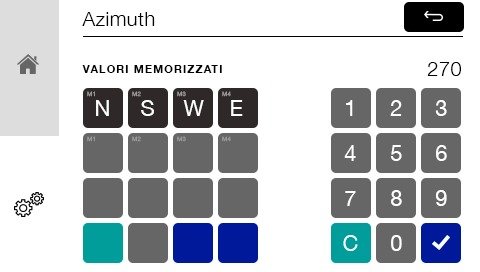 Azimuth
VALORI MEMORIZZATI
270
M1 M2 M3 M4
N S W E
1 2 3
M1 M2 M3 M4
4 5 6
7 8 9
C 0